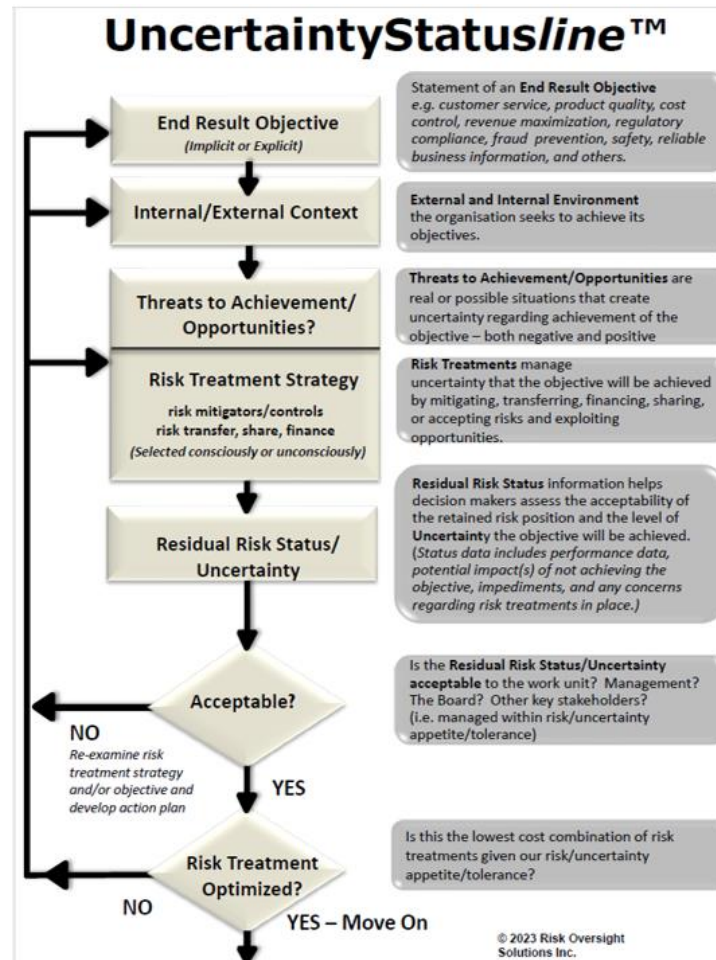 UncertaintyStatusline™
End Result Objective
(Implicit or Explicit)
Statement of an End Result Objective
e.g. customer service, product quality, cost
control, revenue maximization, regulatory
compliance, fraud prevention, safety, reliable
business information, and others.
Internal/External Context
External and Internal Environment
the organisation seeks to achieve its
objectives.
Threats to Achievement/
Opportunities?
Threats to Achievement/Opportunities are
real or possible situations that create
uncertainty regarding achievement of the
objective – both negative and positive
Risk Treatment Strategy
risk mitigators/controls
risk transfer, share, finance
(Selected consciously or unconsciously)
Risk Treatments manage
uncertainty that the objective will be achieved
by mitigating, transferring, financing, sharing,
or accepting risks and exploiting
opportunities.
Residual Risk Status/
Uncertainty
Residual Risk Status information helps
decision makers assess the acceptability of
the retained risk position and the level of
Uncertainty the objective will be achieved.
(Status data includes performance data,
potential impact(s) of not achieving the
objective, impediments, and any concerns
regarding risk treatments in place.)
Acceptable?
Is the Residual Risk Status/Uncertainty
acceptable to the work unit? Management?
The Board? Other key stakeholders?
(i.e. managed within risk/uncertainty
appetite/tolerance)
NO
Re-examine risk
treatment strategy
and/or objective and
develop action plan
YES
Risk Treatment
Optimized?
Is this the lowest cost combination of risk
treatments given our risk/uncertainty
appetite/tolerance?
NO
YES – Move On
© 2023 Risk Oversight
Solutions Inc.